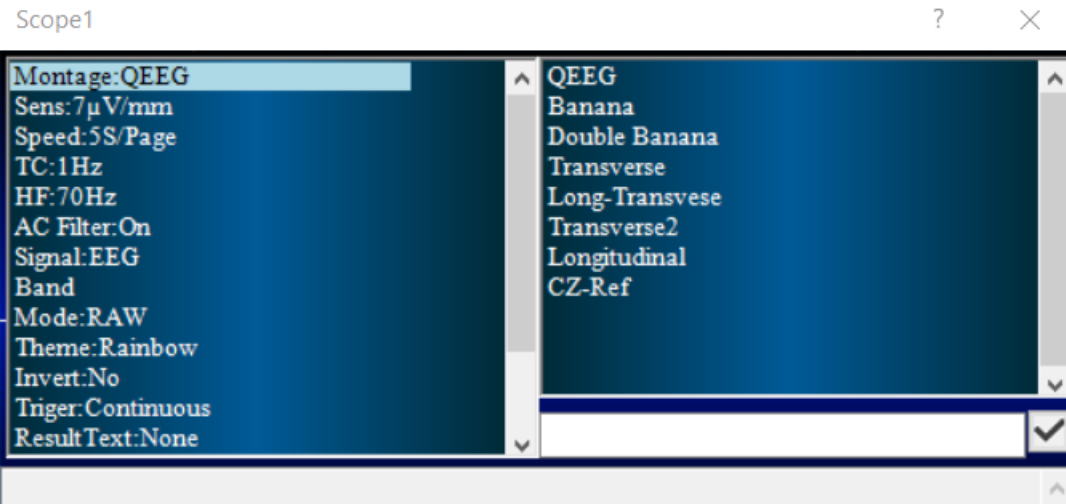 Scope1
?
Montage:QEEG
Sens:7µV/mm
Speed:5S/Page
TC:1Hz
HF:70Hz
AC Filter:On
Signal:EEG
Band
Mode:RAW
Theme:Rainbow
Invert:No
Triger:Continuous
ResultText:None
QEEG
Banana
Double Banana
Transverse
Long-Transvese
Transverse2
Longitudinal
CZ-Ref